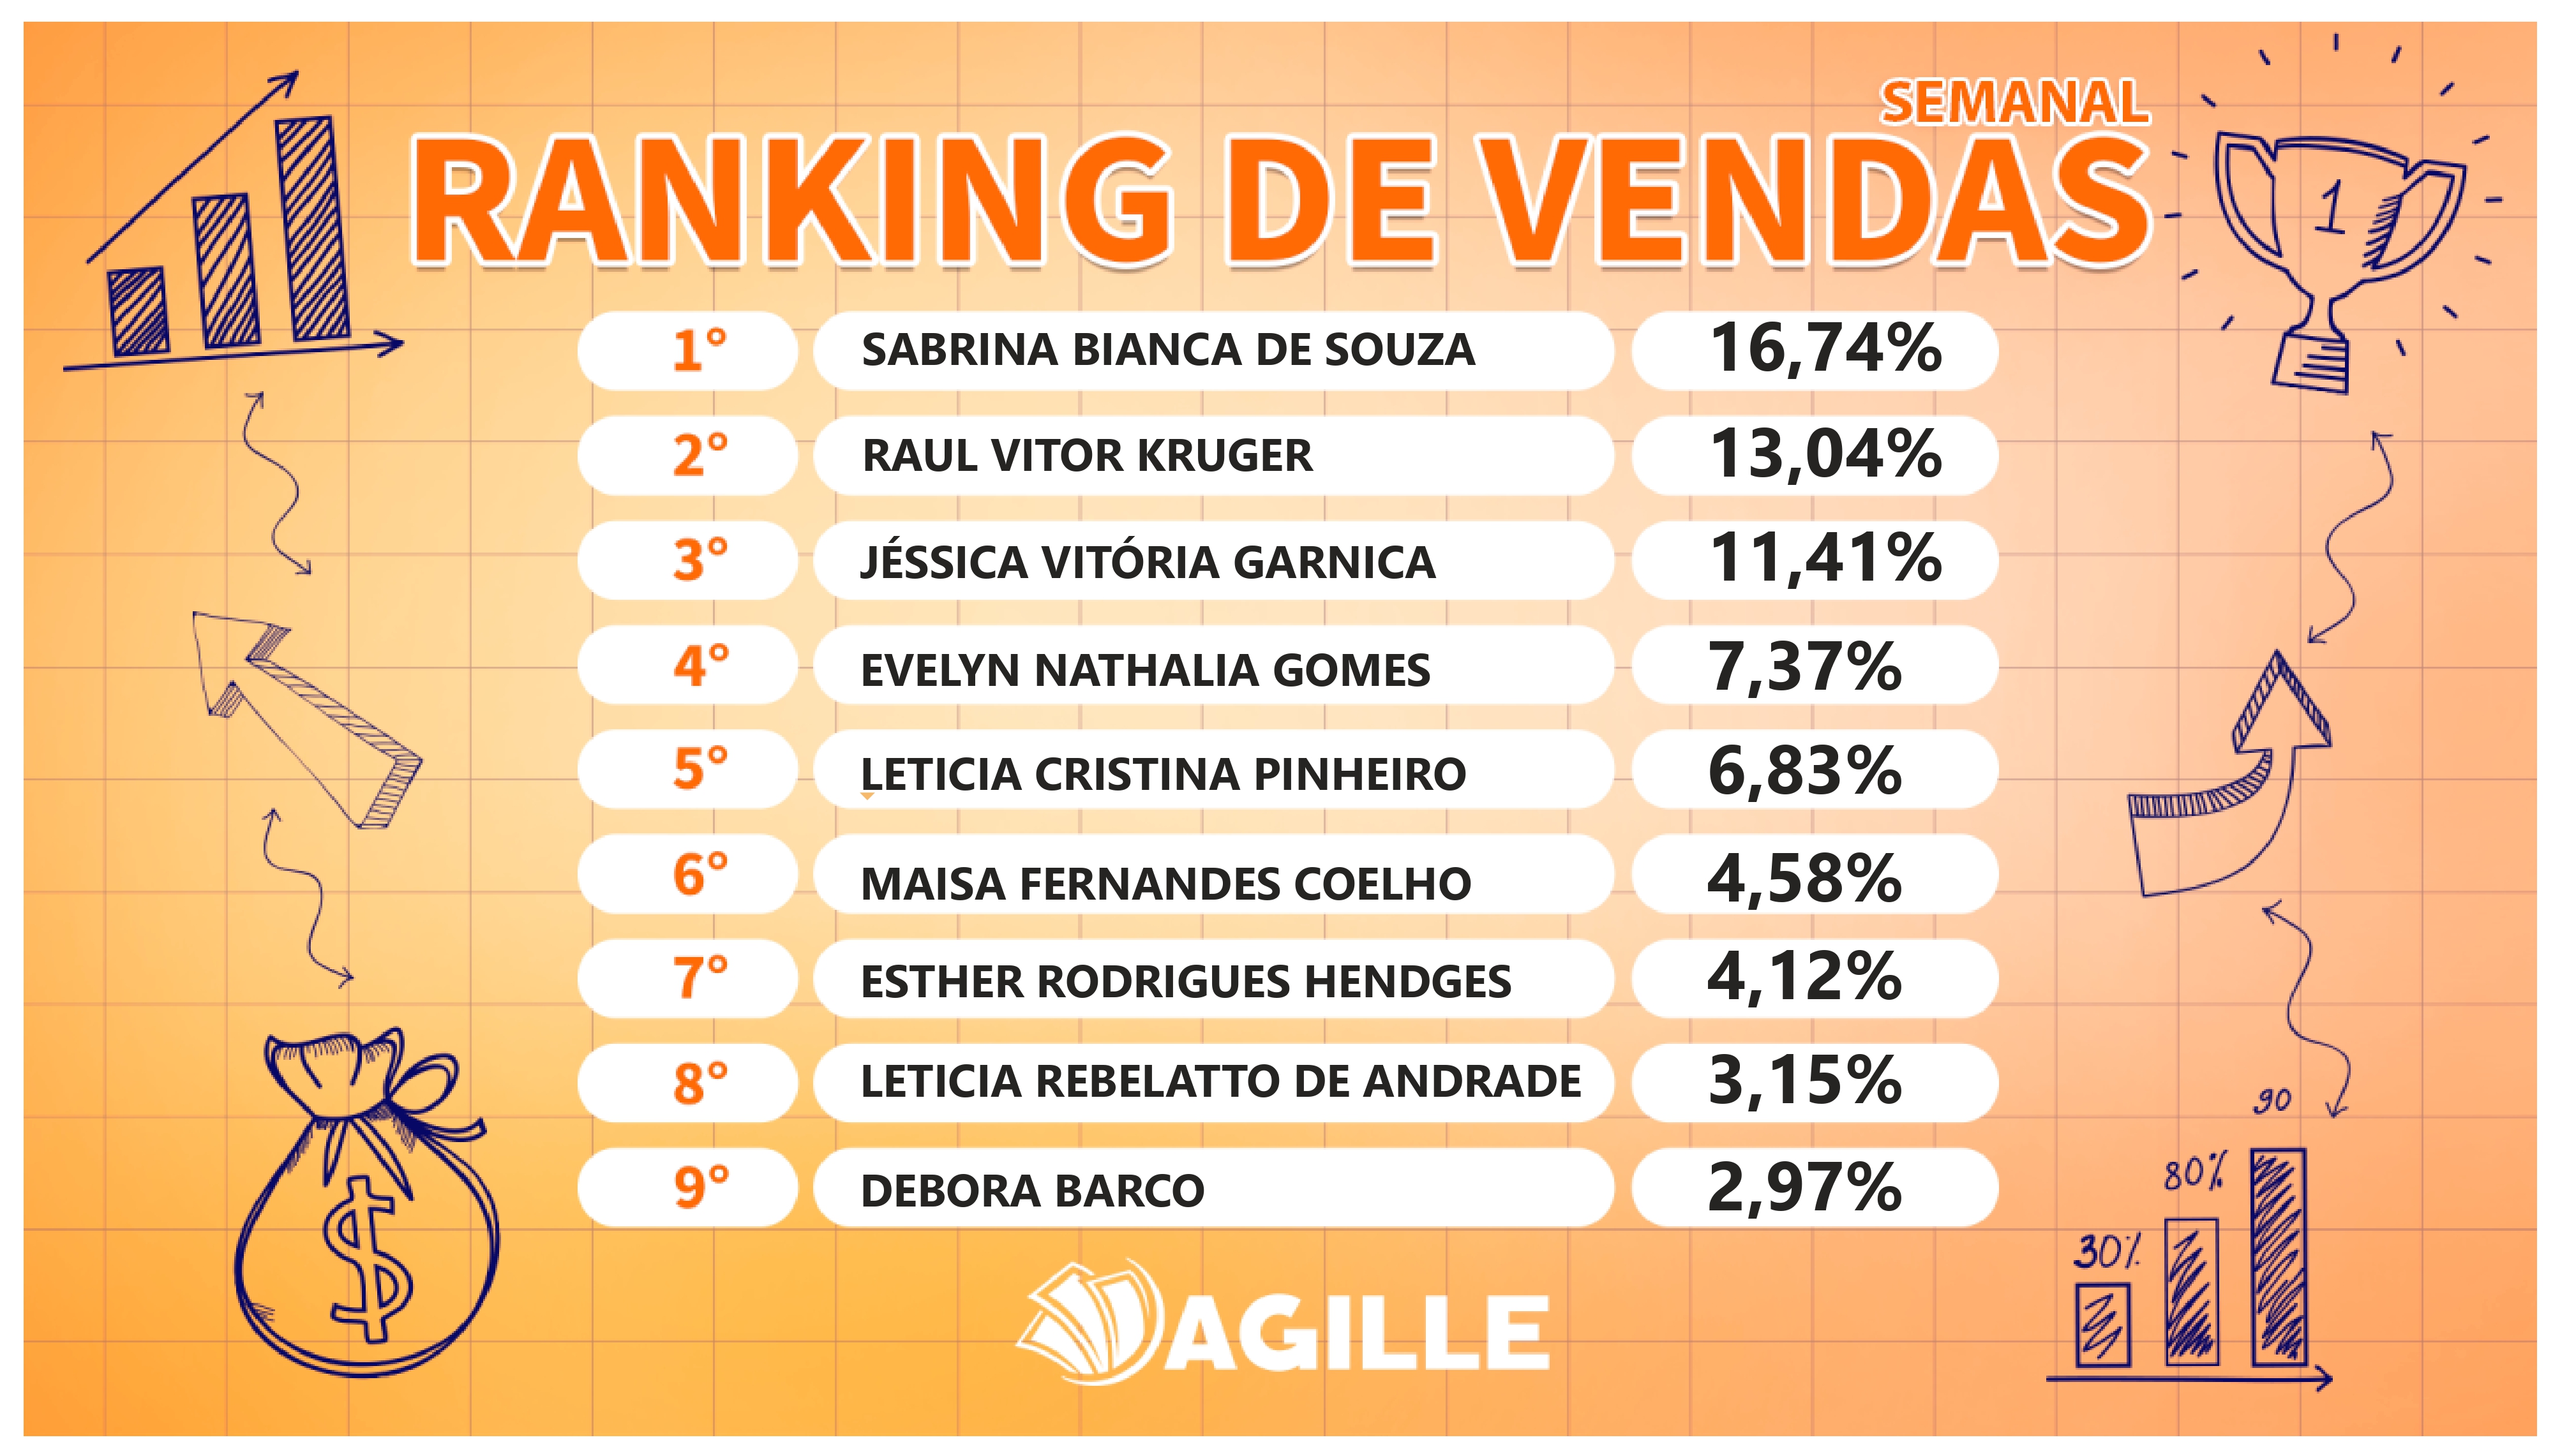 SEMANAL
RANKING DE VENDAS
1
1° SABRINA BIANCA DE SOUZA 16,74%
2° RAUL VITOR KRUGER 13,04%
3° JÉSSICA VITÓRIA GARNICA 11,41%
4° EVELYN NATHALIA GOMES 7,37%
5° LETICIA CRISTINA PINHEIRO 6,83%
6° MAISA FERNANDES COELHO 4,58%
7° ESTHER RODRIGUES HENDGES 4,12%
8° LETICIA REBELATTO DE ANDRADE 3,15%
9° DEBORA BARCO 2,97%
$
90
80%
30%
AGILLE